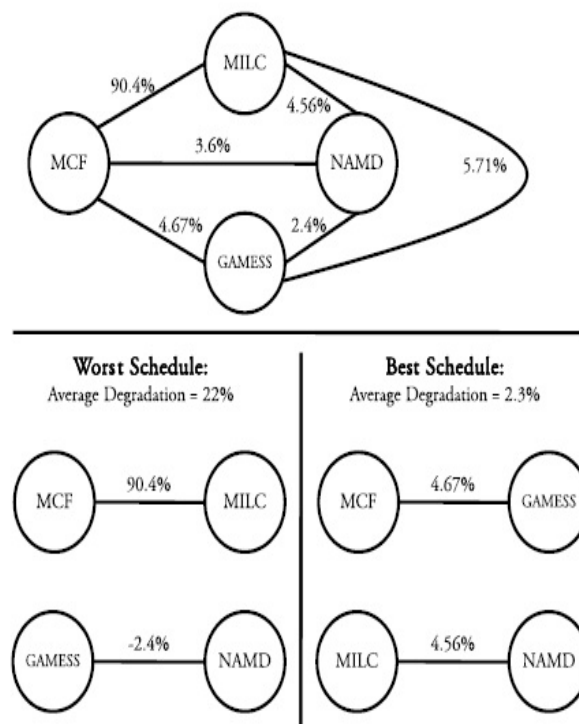 MILC
90.4%
4.56%
MCF
3.6%
NAMD
5.71%
4.67%
2.4%
GAMESS
Worst Schedule:
Average Degradation = 22%
MCF
90.4%
MILC
GAMESS
-2.4%
NAMD
Best Schedule:
Average Degradation = 2.3%
MCF
4.67%
GAMESS
MILC
4.56%
NAMD